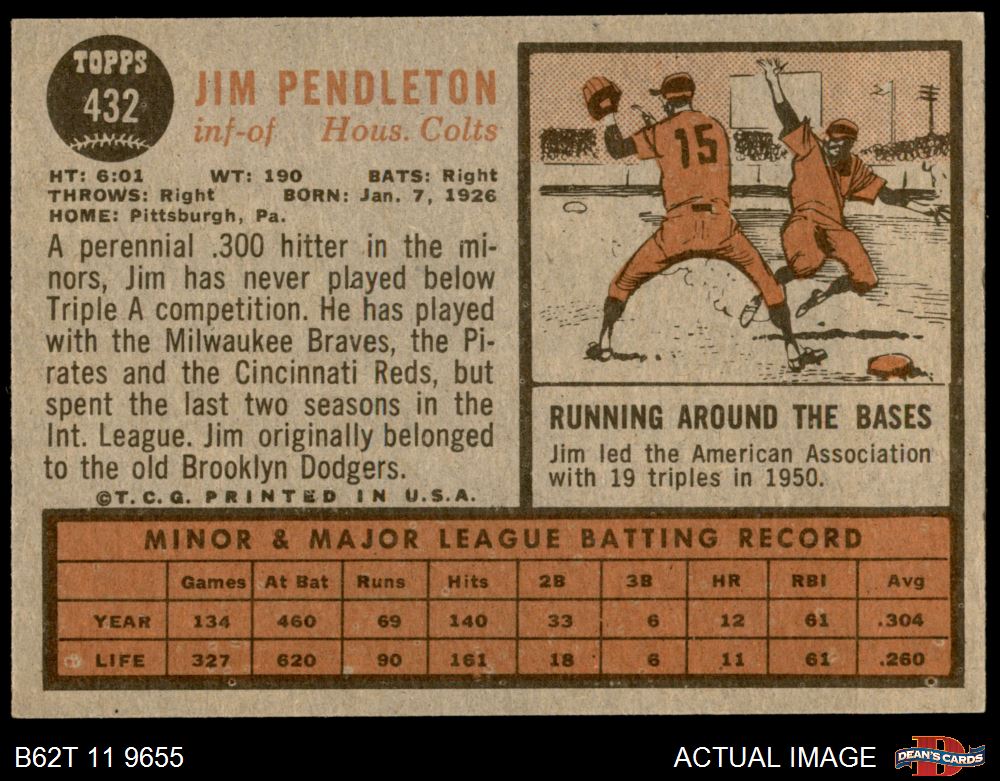 TOPPS
432
JIM PENDLETON
inf-of Hous. Colts
HT: 6:01 WT: 190 BATS: Right
THROWS: Right BORN: Jan. 7, 1926
HOME: Pittsburgh, Pa.
A perennial .300 hitter in the mi-
nors, Jim has never played below
Triple A competition. He has played
with the Milwaukee Braves, the Pi-
rates and the Cincinnati Reds, but
spent the last two seasons in the
Int. League. Jim originally belonged
to the old Brooklyn Dodgers.
©T.C.G. PRINTED IN U.S.A.
15
RUNNING AROUND THE BASES
Jim led the American Association
with 19 triples in 1950.
MINOR & MAJOR LEAGUE BATTING RECORD
Games At Bat Runs Hits 2B 3B HR RBI Avg
YEAR 134 460 69 140 33 6 12 61 .304
LIFE 327 620 90 161 18 6 11 61 .260
B62T 11 9655
ACTUAL IMAGE
D
DEAN'S CARDS